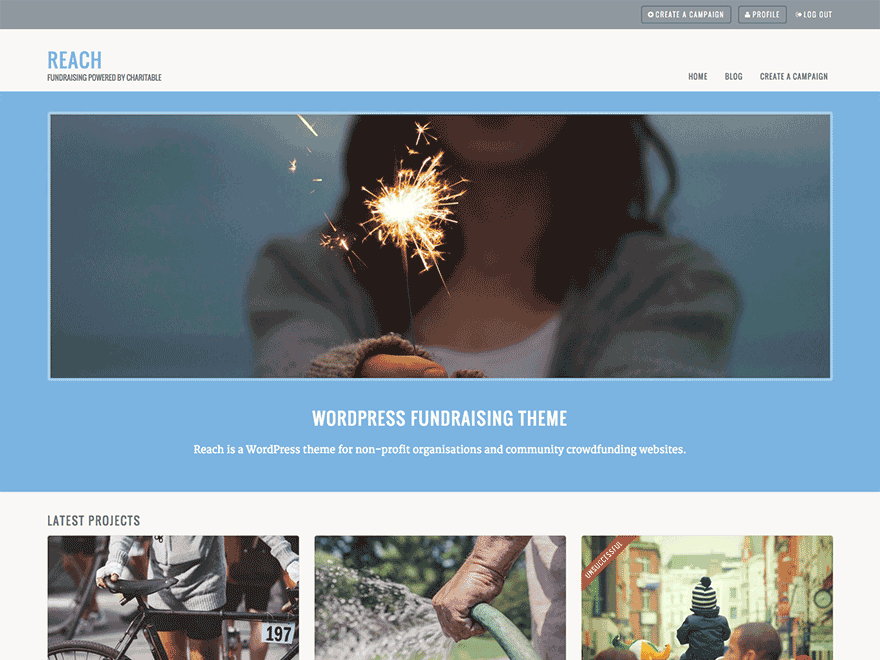 CREATE A CAMPAIGN PROFILE LOG OUT
REACH
FUNDRAISING POWERED BY CHARITABLE
HOME BLOG CREATE A CAMPAIGN
WORDPRESS FUNDRAISING THEME
Reach is a WordPress theme for non-profit organisations and community crowdfunding websites.
LATEST PROJECTS
UNSUCCESSFUL
197